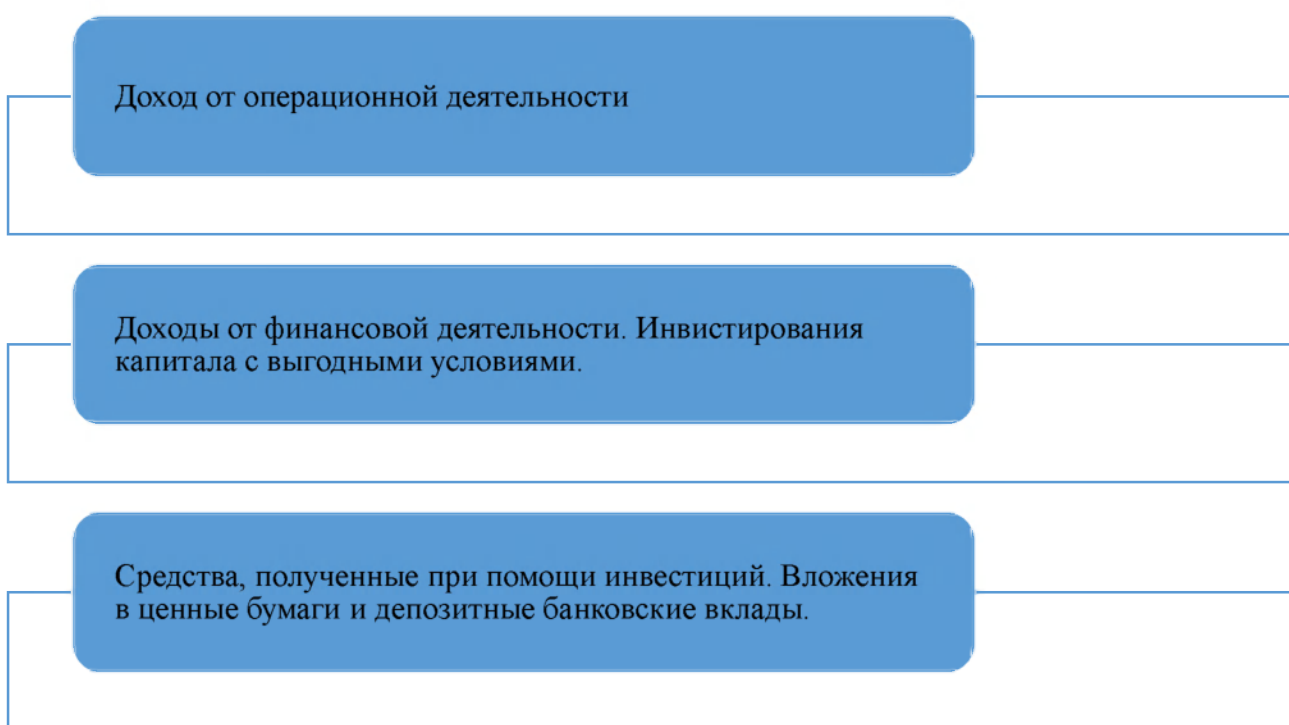 Доход от операционной деятельности
Доходы от финансовой деятельности. Инвистирования
капитала с выгодными условиями.
Средства, полученные при помощи инвестиций. Вложения
в ценные бумаги и депозитные банковские вклады.